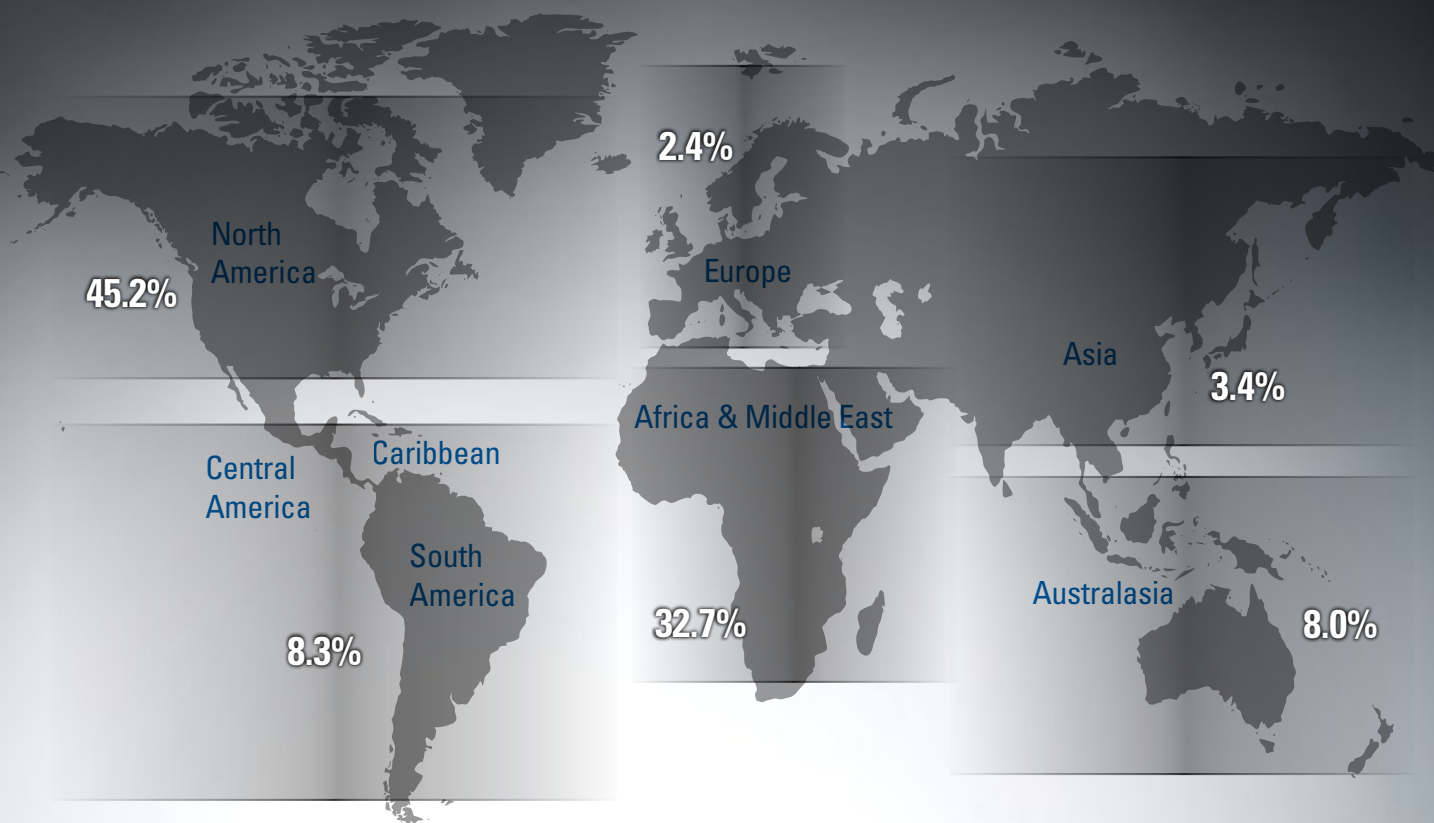 2.4%
North
America
45.2%
Europe
Asia
3.4%
Africa & Middle East
Caribbean
Central
America
South
America
8.3%
32.7%
Australasia
8.0%